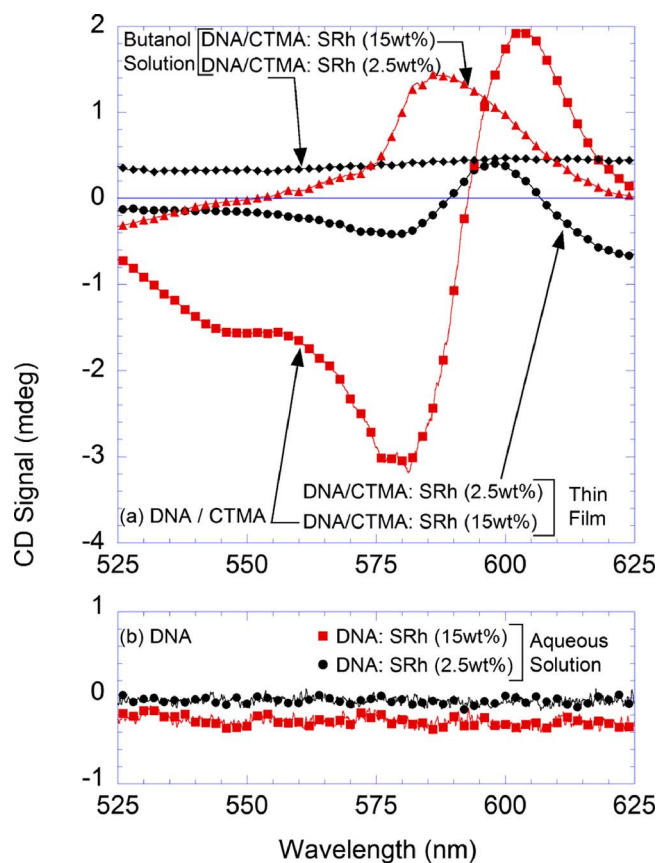 2
1
0
-1
-2
-3
-4
Butanol
Solution
DNA/CTMA: SRh (15wt%)
DNA/CTMA: SRh (2.5wt%)
DNA/CTMA: SRh (2.5wt%)
DNA/CTMA: SRh (15wt%)
Thin
Film
(a) DNA / CTMA
525
550
575
600
625
CD Signal (mdeg)
1
0
-1
(b) DNA
DNA: SRh (15wt%)
DNA: SRh (2.5wt%)
Aqueous
Solution
525
550
575
600
625
Wavelength (nm)